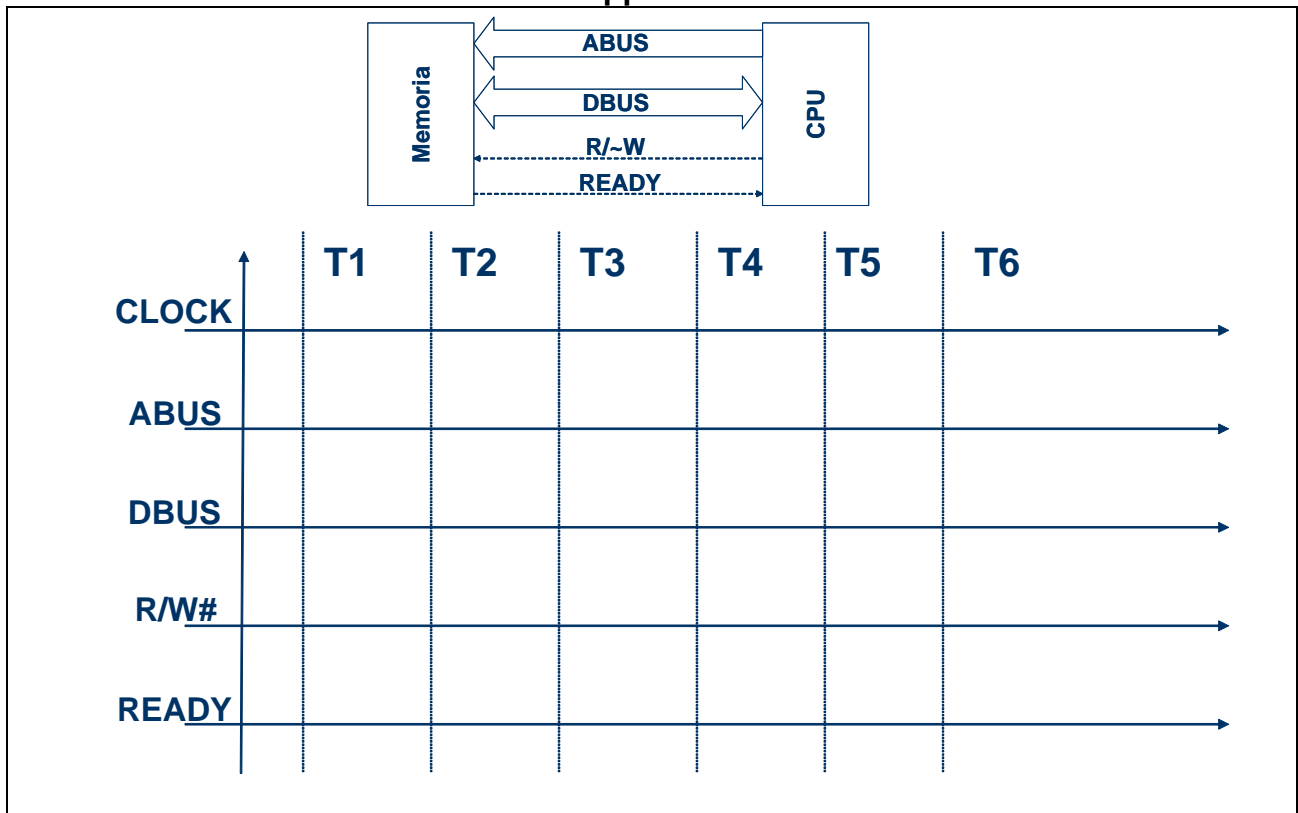 ABUS
DBUS
R/~W
READY
Memoria
CPU
T1 T2 T3 T4 T5 T6
CLOCK
ABUS
DBUS
R/W#
READY